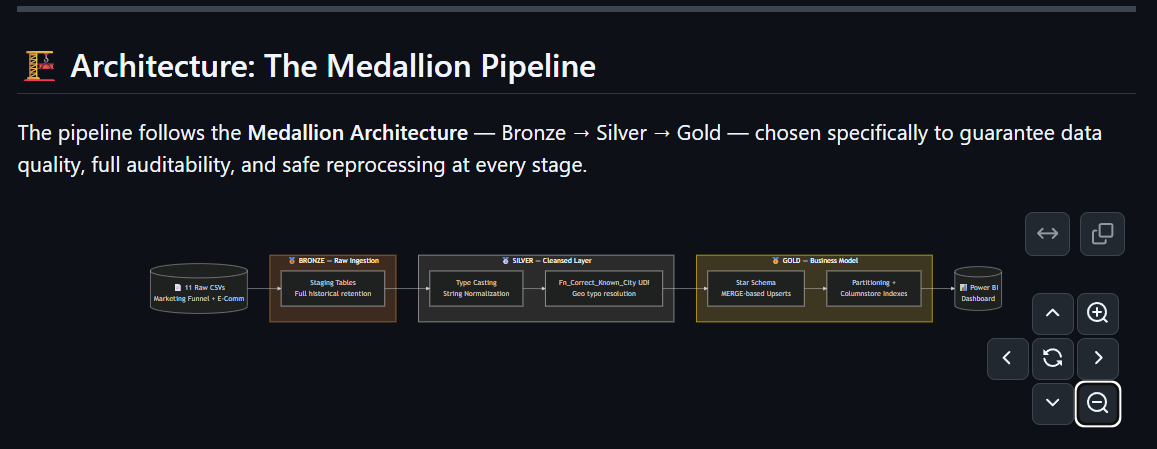 Architecture: The Medallion Pipeline
The pipeline follows the Medallion Architecture — Bronze → Silver → Gold — chosen specifically to guarantee data
quality, full auditability, and safe reprocessing at every stage.
11 Raw CSVs
Marketing Funnel + E-Comm
BRONZE — Raw Ingestion
Staging Tables
Full historical retention
SILVER — Cleansed Layer
Type Casting
String Normalization
Fn_Correct_Known_City UDF
Geo typo resolution
GOLD — Business Model
Star Schema
MERGE-based Upserts
Partitioning +
Columnstore Indexes
Power BI
Dashboard